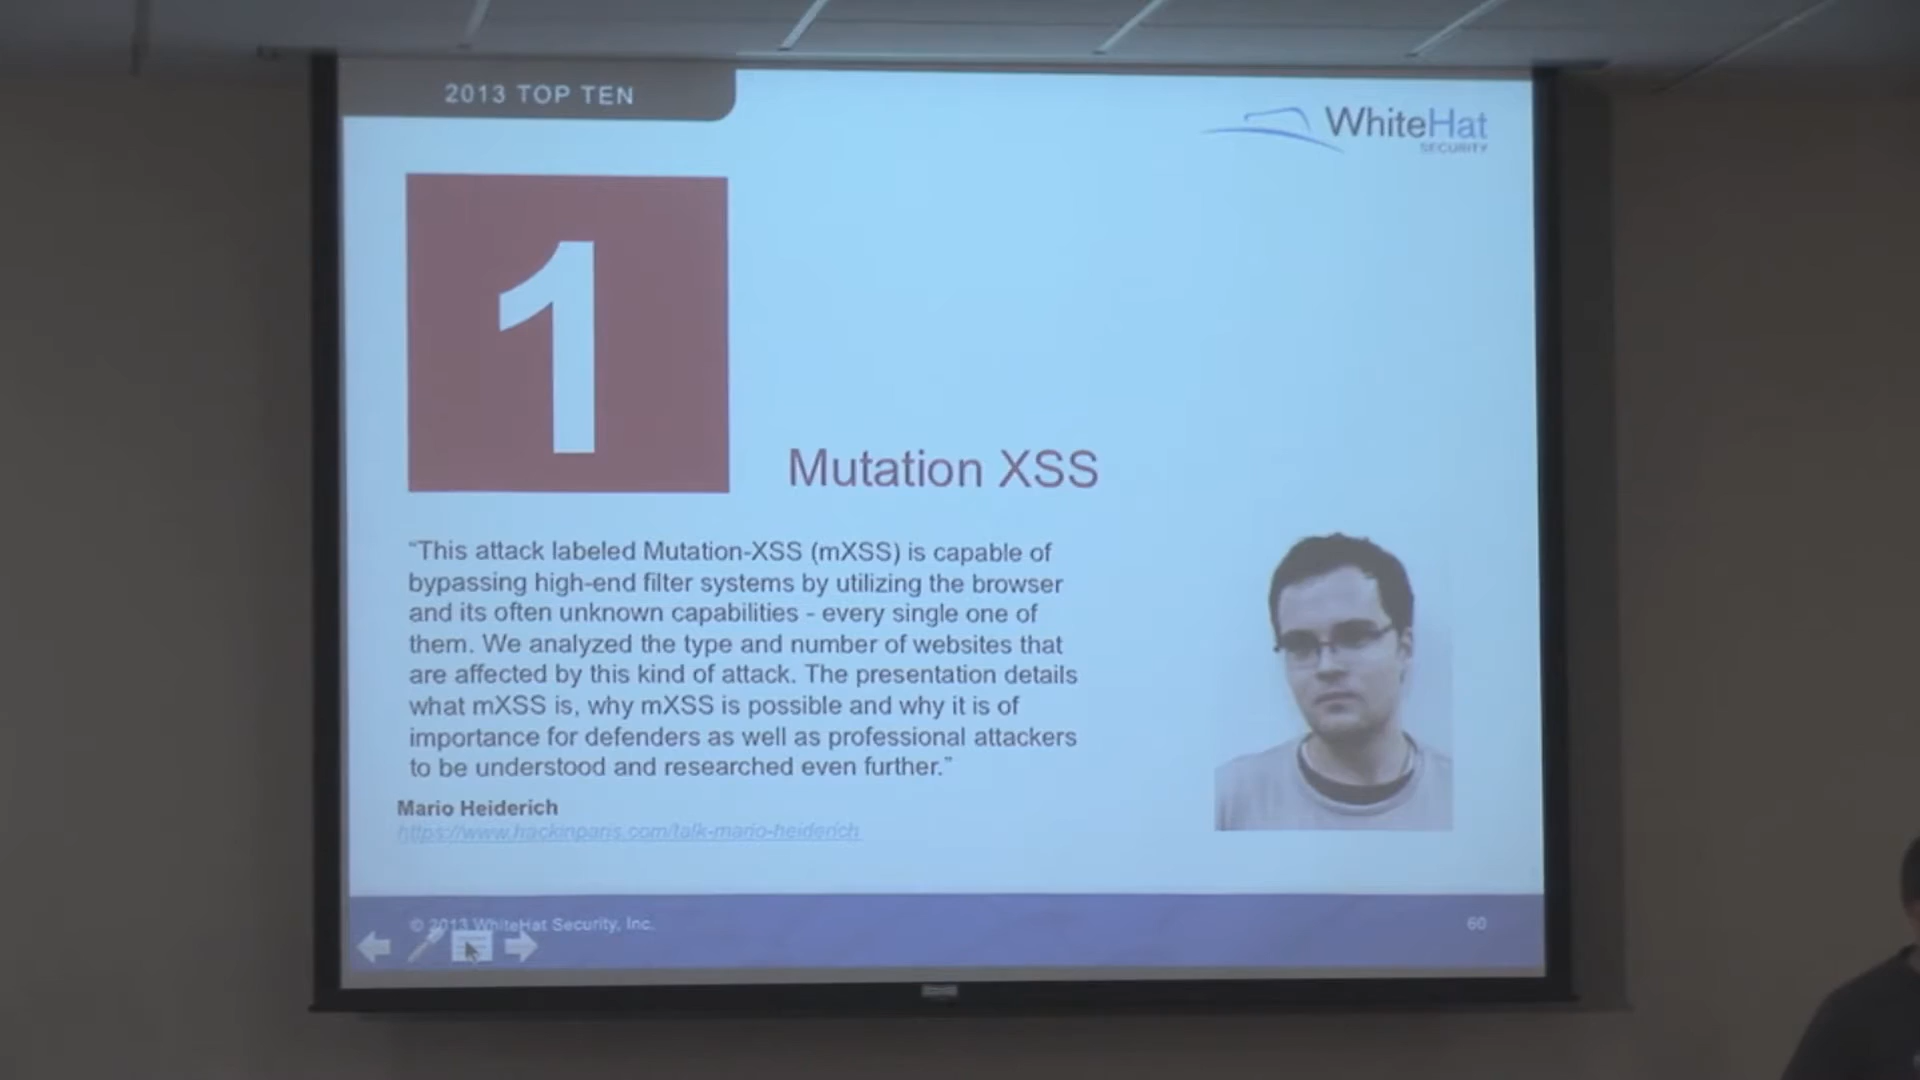 2013 TOP TEN
WhiteHat
SECURITY
1
Mutation XSS
“This attack labeled Mutation-XSS (mXSS) is capable of
bypassing high-end filter systems by utilizing the browser
and its often unknown capabilities - every single one of
them. We analyzed the type and number of websites that
are affected by this kind of attack. The presentation details
what mXSS is, why mXSS is possible and why it is of
importance for defenders as well as professional attackers
to be understood and researched even further.”
Mario Heiderich
https://www.hackinparis.com/talk-mario-heiderich
© 2013 WhiteHat Security, Inc.
60